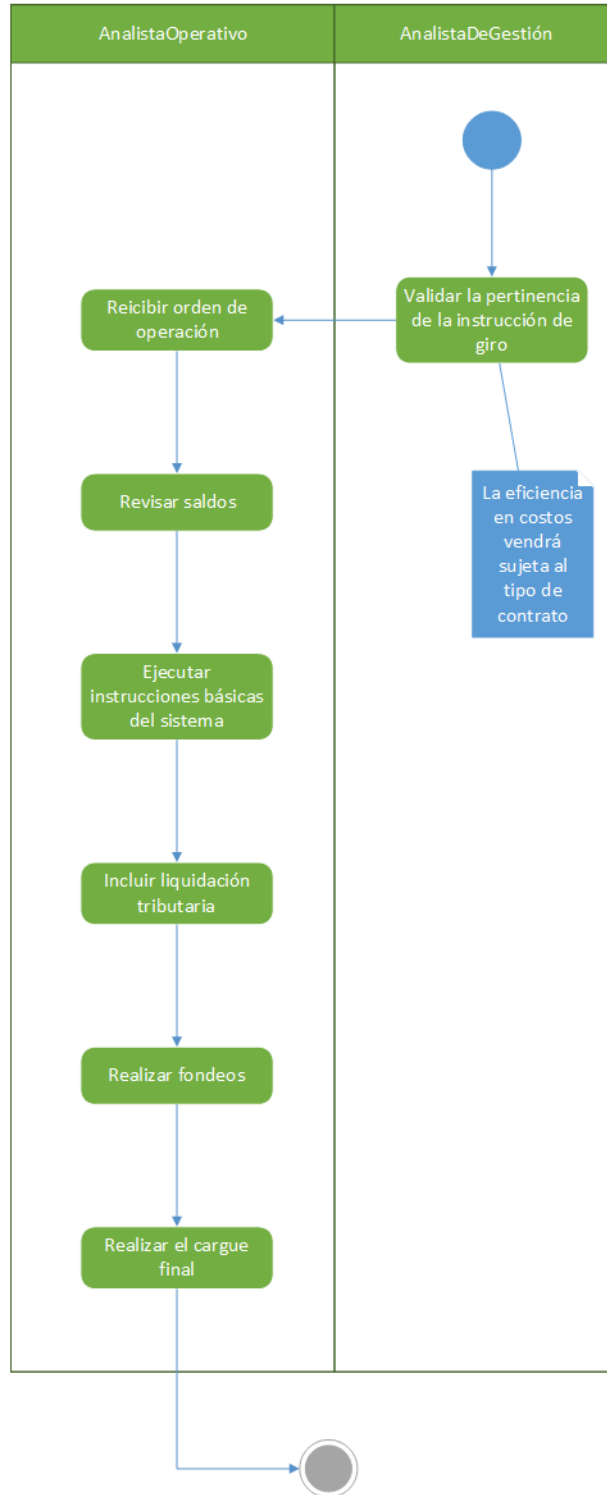 AnalistaOperativo
AnalistaDeGestión
Validar la pertinencia
de la instrucción de
giro
Reicibir orden de
operación
La eficiencia
en costos
vendrá
sujeta al
tipo de
contrato
Revisar saldos
Ejecutar
instrucciones básicas
del sistema
Incluir liquidación
tributaria
Realizar fondeos
Realizar el cargue
final